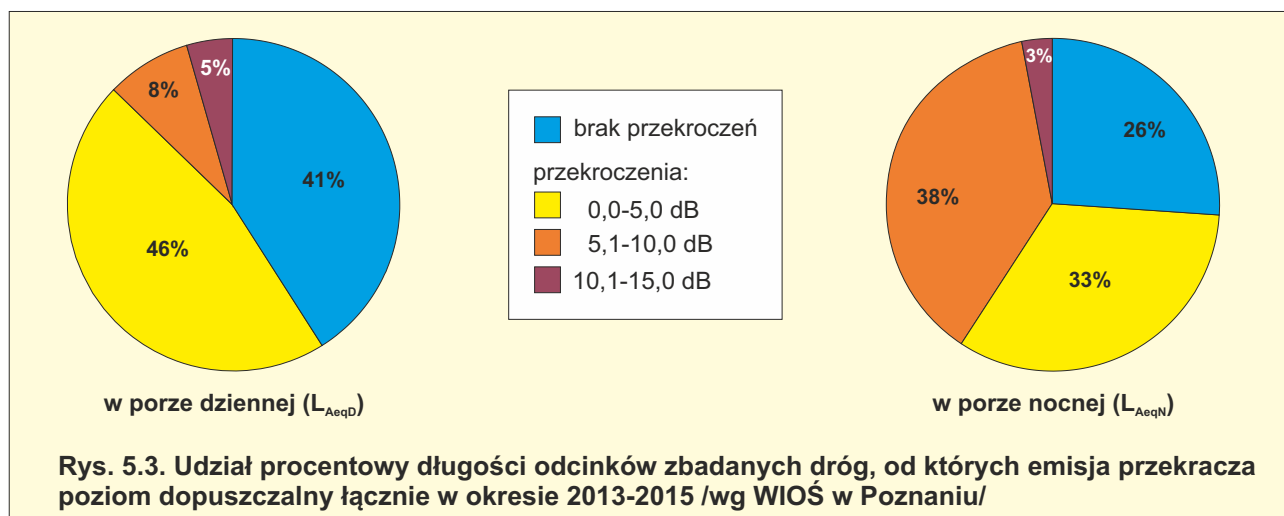 5%
8%
41%
46%
w porze dziennej (LAeqD)
brak przekroczeń
przekroczenia:
0,0-5,0 dB
5,1-10,0 dB
10,1-15,0 dB
3%
26%
38%
33%
w porze nocnej (LAeqN)
Rys. 5.3. Udział procentowy długości odcinków zbadanych dróg, od których emisja przekracza
poziom dopuszczalny łącznie w okresie 2013-2015 /wg WIOŚ w Poznaniu/